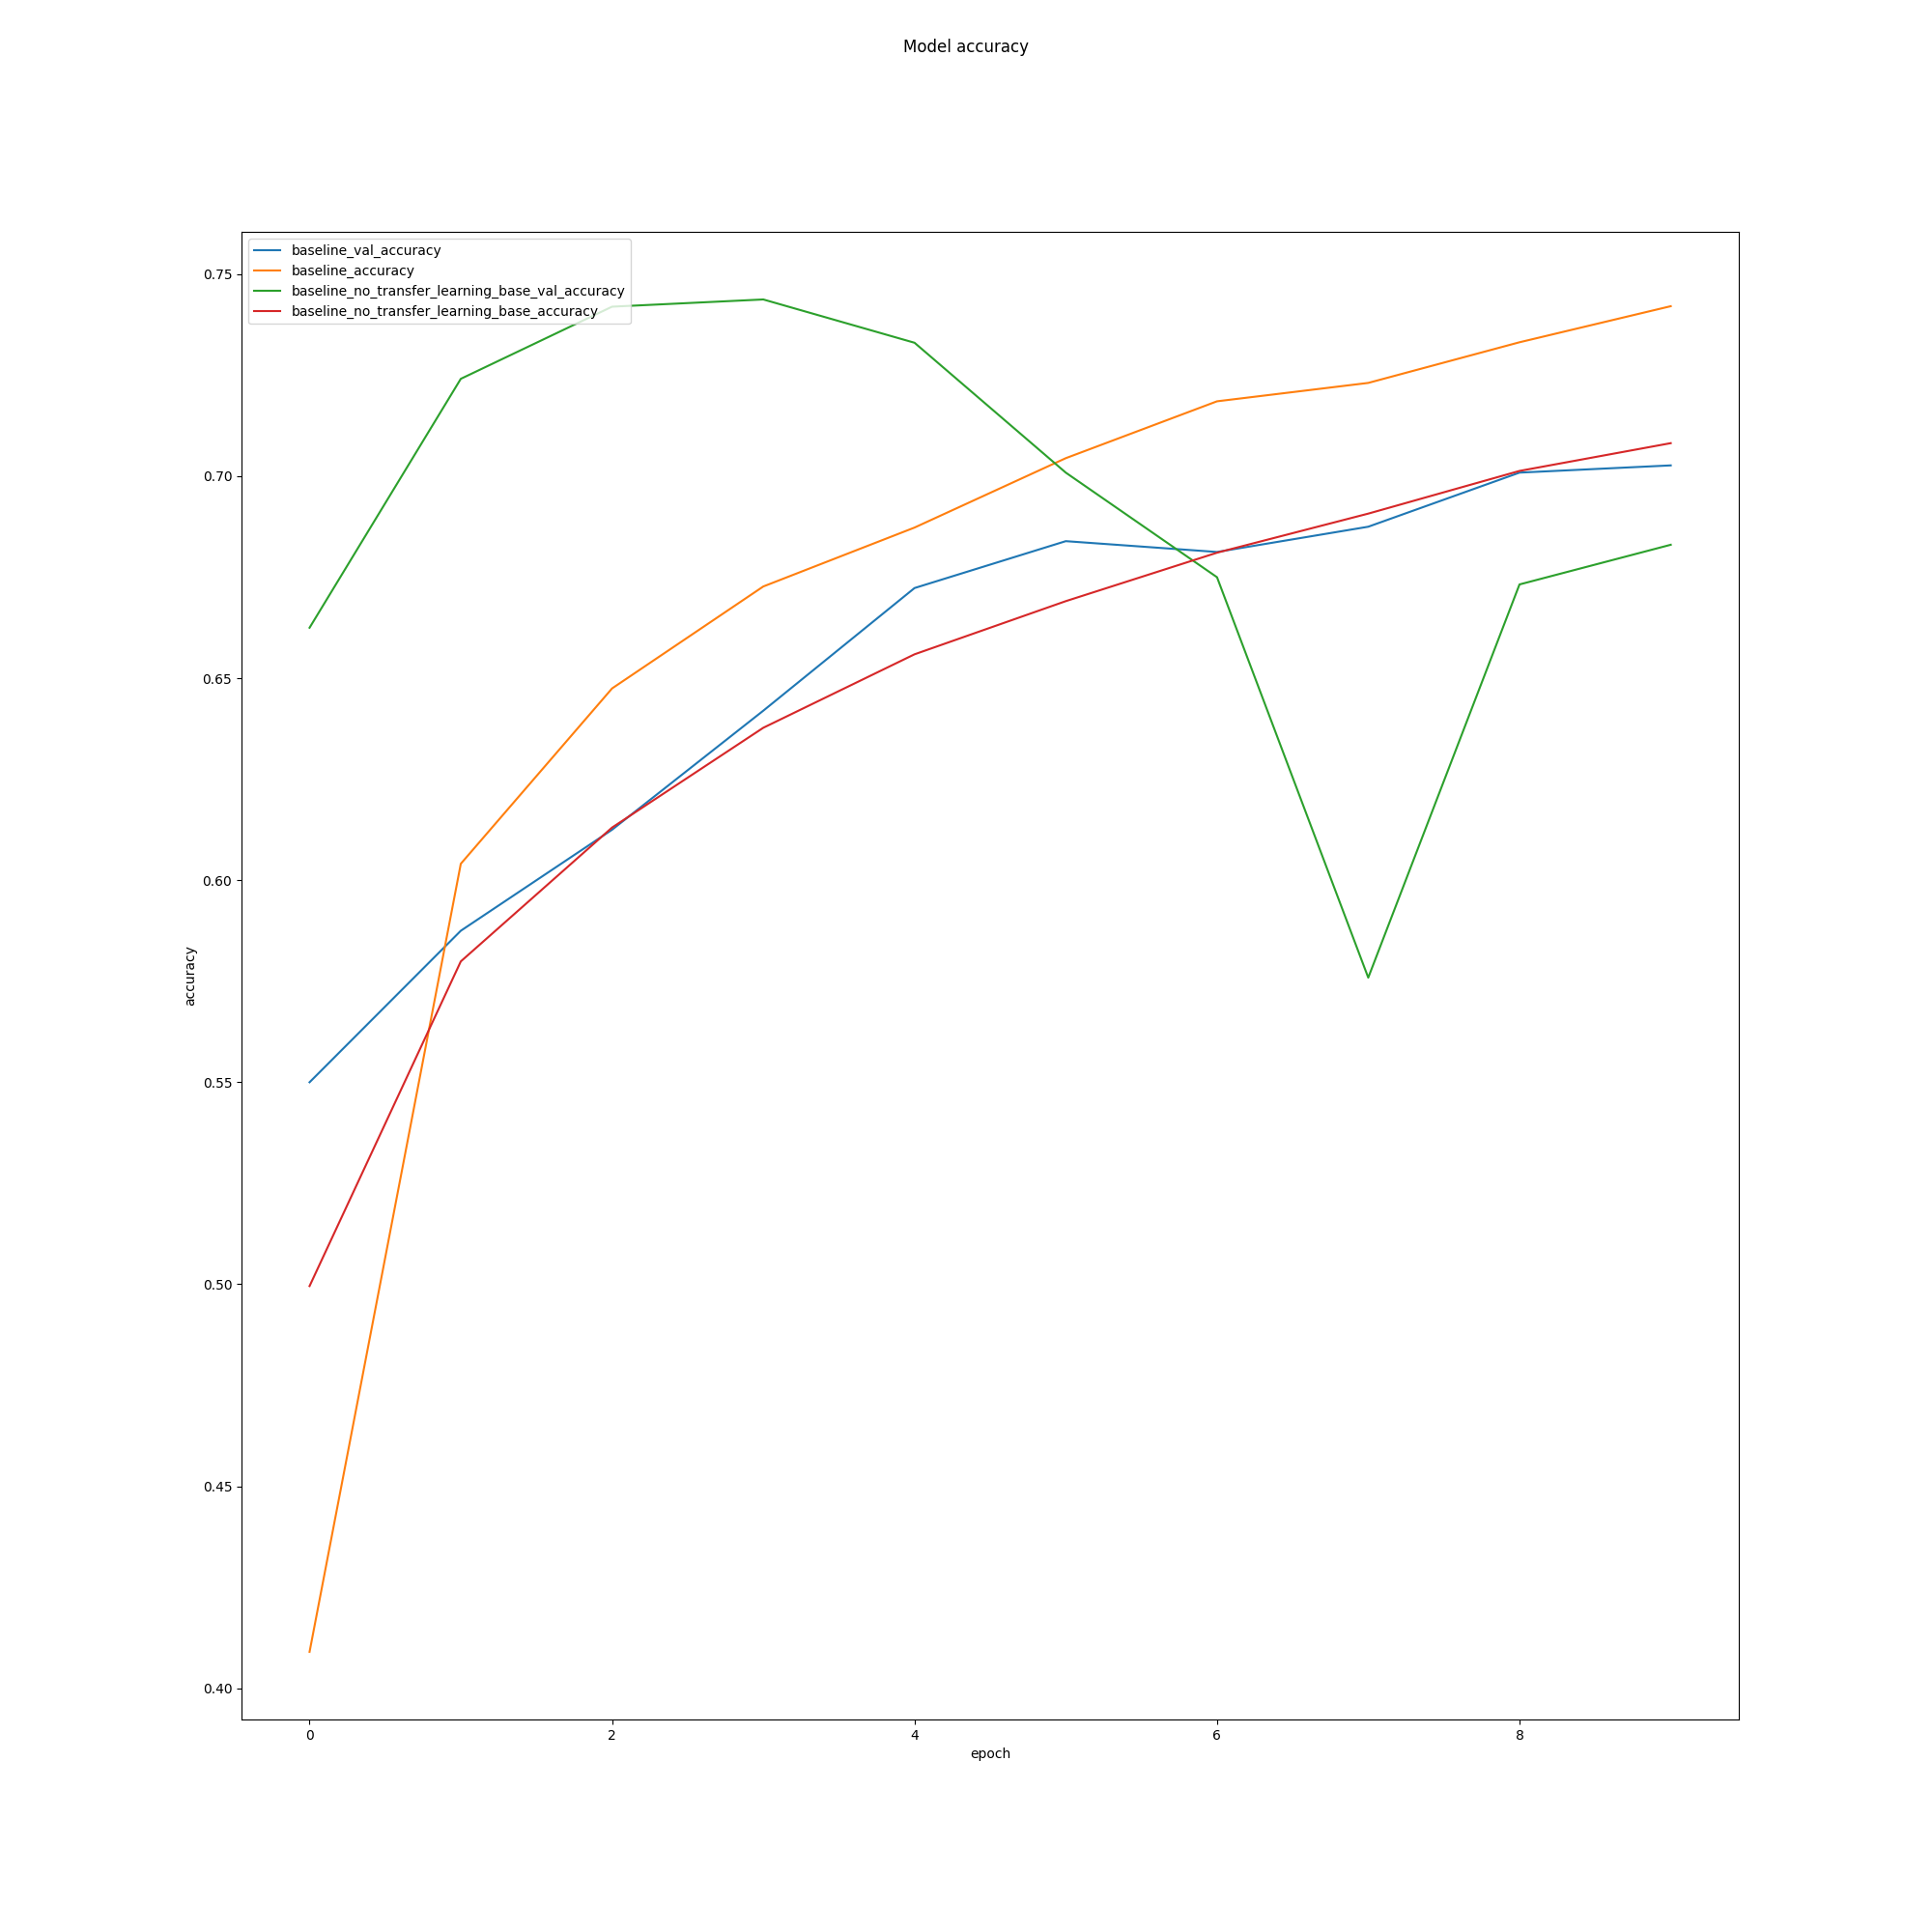 Model accuracy
baseline_val_accuracy
baseline_accuracy
baseline_no_transfer_learning_base_val_accuracy
baseline_no_transfer_learning_base_accuracy
0.75
0.70
0.65
0.60
0.55
0.50
0.45
0.40
accuracy
0 2 4 6 8
epoch